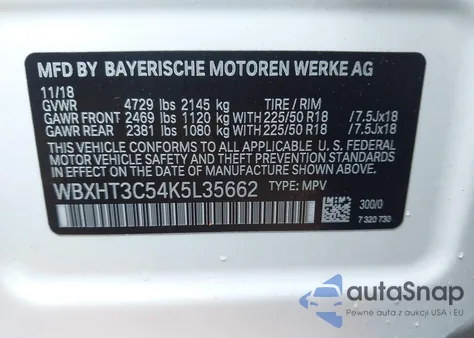 MFD BY BAYERISCHE MOTOREN WERKE AG
11/18
GVWR 4729 lbs 2145 kg TIRE / RIM
GAWR FRONT 2469 lbs 1120 kg WITH 225/50 R18 /7.5Jx18
GAWR REAR 2381 lbs 1080 kg WITH 225/50 R18 /7.5Jx18
THIS VEHICLE CONFORMS TO ALL APPLICABLE U. S. FEDERAL
MOTOR VEHICLE SAFETY, BUMPER, AND THEFT
PREVENTION STANDARDS IN EFFECT ON THE
DATE OF MANUFACTURE SHOWN ABOVE.
WBXHT3C54K5L35662 TYPE: MPV
300/0
7 320 730
autoSnap
Pewne auta z aukcji USA i EU